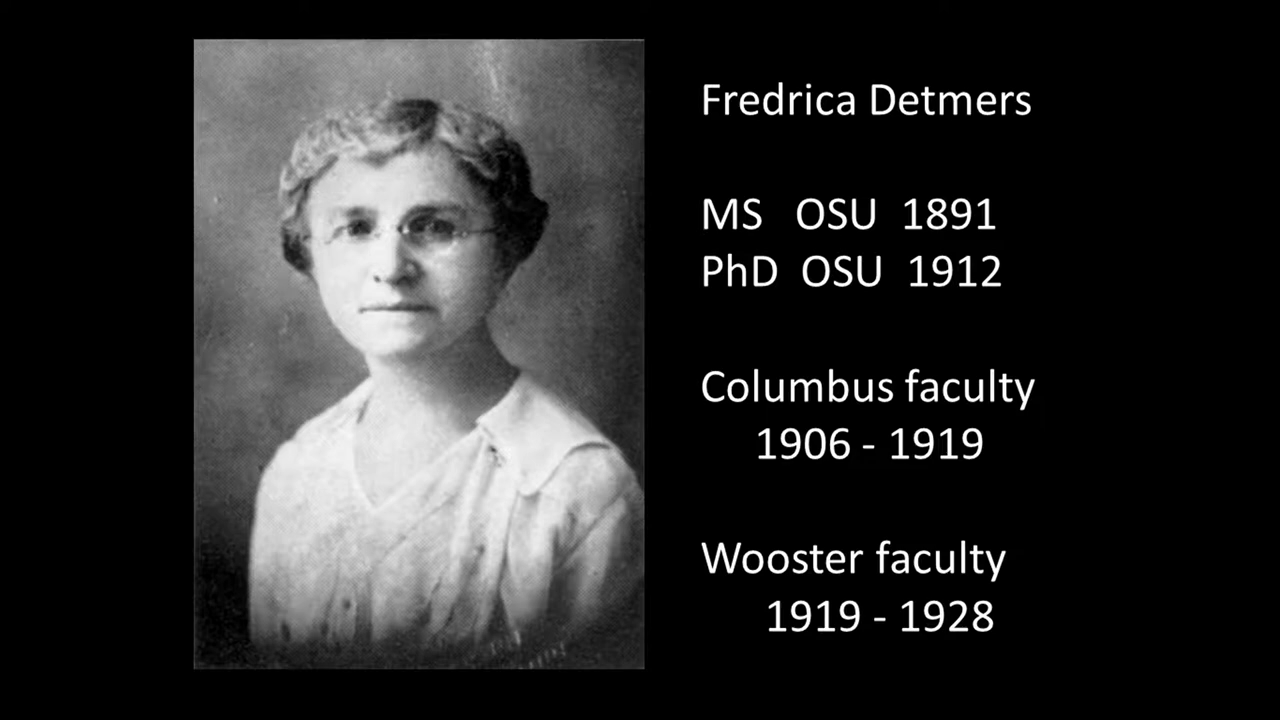 Fredrica Detmers
MS OSU 1891
PhD OSU 1912
Columbus faculty
1906 - 1919
Wooster faculty
1919 - 1928